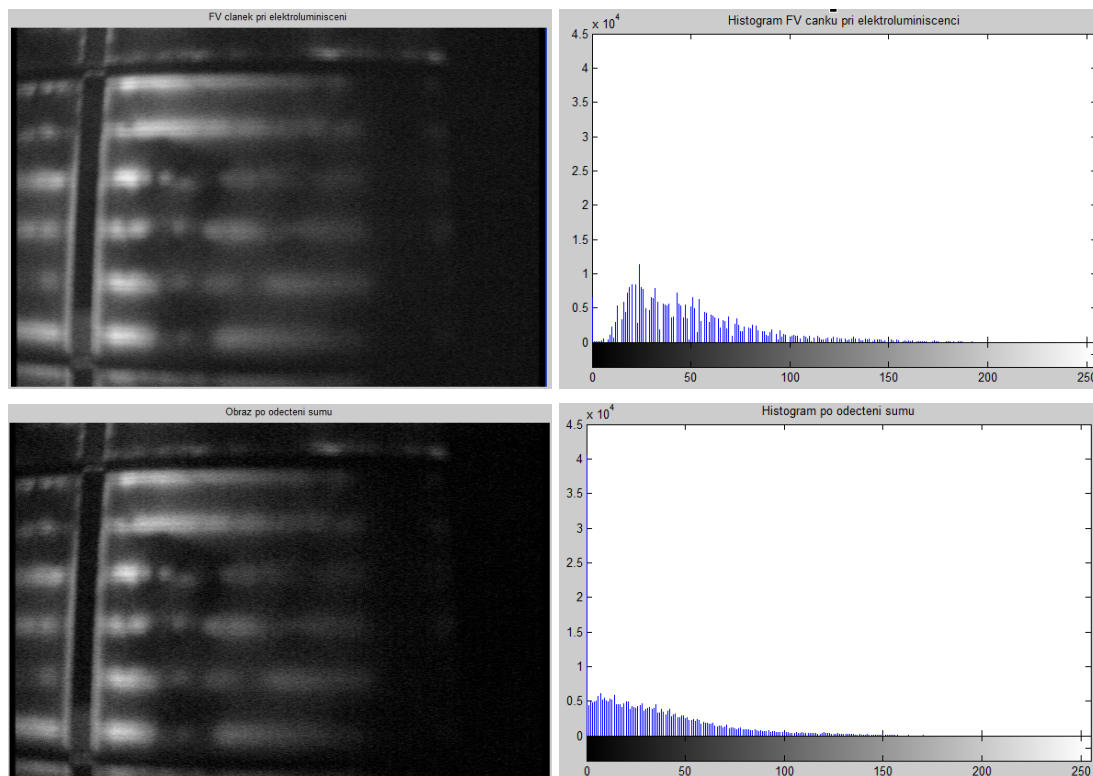 FV clanek pri elektroluminisceni
Histogram FV canku pri elektroluminiscenci
x 10^4
4.5
4
3.5
3
2.5
2
1.5
1
0.5
0
0 50 100 150 200 250
Obraz po odecteni sumu
Histogram po odecteni sumu
x 10^4
4.5
4
3.5
3
2.5
2
1.5
1
0.5
0
0 50 100 150 200 250